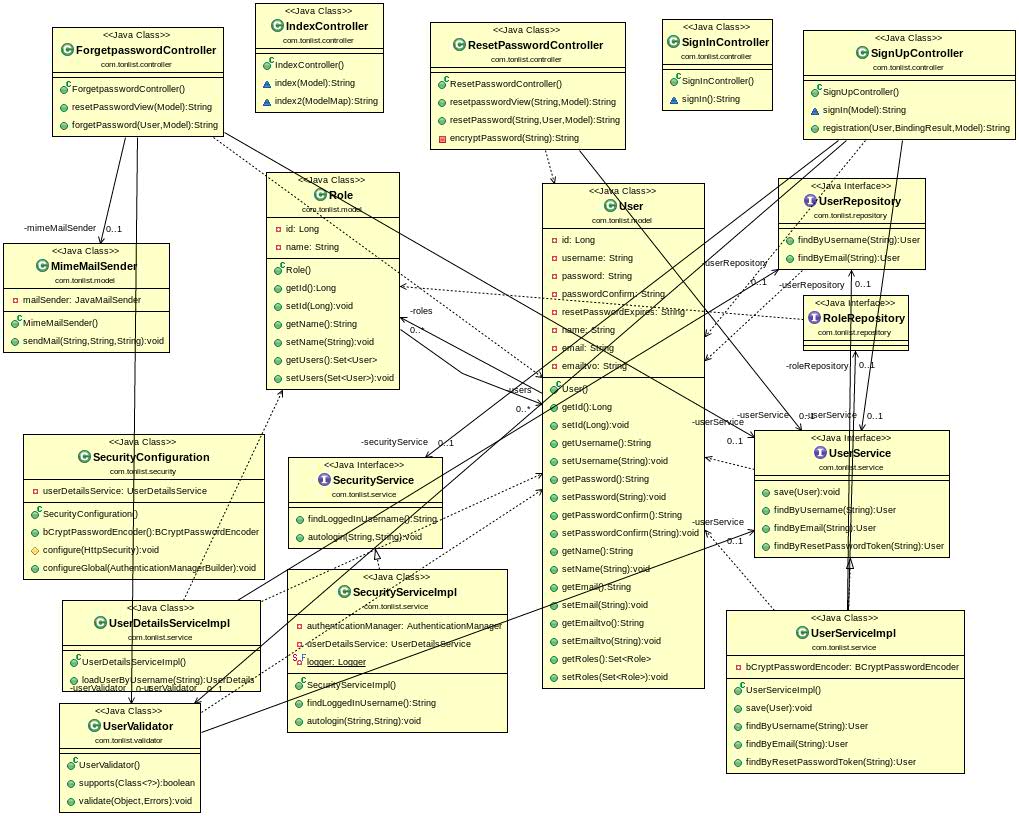 <<Java Class>>
ForgetpasswordController
com.tonlist.controller
ForgetpasswordController()
resetPasswordView(Model):String
forgetPassword(User,Model):String
<<Java Class>>
IndexController
com.tonlist.controller
IndexController()
index(Model):String
index2(ModelMap):String
<<Java Class>>
ResetPasswordController
com.tonlist.controller
ResetPasswordController()
resetpasswordView(String,Model):String
resetPassword(String,User,Model):String
encryptPassword(String):String
<<Java Class>>
SignInController
com.tonlist.controller
SignInController()
signIn():String
<<Java Class>>
SignUpController
com.tonlist.controller
SignUpController()
signIn(Model):String
registration(User,BindingResult,Model):String
-mimeMailSender 0..1
<<Java Class>>
MimeMailSender
com.tonlist.model
mailSender: JavaMailSender
MimeMailSender()
sendMail(String,String,String):void
<<Java Class>>
Role
com.tonlist.model
id: Long
name: String
Role()
getId():Long
setId(Long):void
getName():String
setName(String):void
getUsers():Set<User>
setUsers(Set<User>):void
-roles
0..*
-users
0..*
<<Java Class>>
User
com.tonlist.model
id: Long
username: String
password: String
passwordConfirm: String
resetPasswordExpires: String
name: String
email: String
emailtvo: String
User()
getId():Long
setId(Long):void
getUsername():String
setUsername(String):void
getPassword():String
setPassword(String):void
getPasswordConfirm():String
setPasswordConfirm(String):void
getName():String
setName(String):void
getEmail():String
setEmail(String):void
getEmailtvo():String
setEmailtvo(String):void
getRoles():Set<Role>
setRoles(Set<Role>):void
<<Java Interface>>
UserRepository
com.tonlist.repository
findByUsername(String):User
findByEmail(String):User
-userRepository
0..1
-userRepository 0..1
<<Java Interface>>
RoleRepository
com.tonlist.repository
-roleRepository 0..1
-userService
0..1
-userService
-userService 0..1
<<Java Interface>>
UserService
com.tonlist.service
save(User):void
findByUsername(String):User
findByEmail(String):User
findByResetPasswordToken(String):User
-userService
0..1
<<Java Class>>
SecurityConfiguration
com.tonlist.security
userDetailsService: UserDetailsService
SecurityConfiguration()
bCryptPasswordEncoder():BCryptPasswordEncoder
configure(HttpSecurity):void
configureGlobal(AuthenticationManagerBuilder):void
-securityService 0..1
<<Java Interface>>
SecurityService
com.tonlist.service
findLoggedInUsername():String
autologin(String,String):void
<<Java Class>>
SecurityServiceImpl
com.tonlist.service
authenticationManager: AuthenticationManager
userDetailsService: UserDetailsService
logger: Logger
SecurityServiceImpl()
findLoggedInUsername():String
autologin(String,String):void
<<Java Class>>
UserDetailsServiceImpl
com.tonlist.service
UserDetailsServiceImpl()
loadUserByUsername(String):UserDetails
-userValidator
-userValidator
<<Java Class>>
UserValidator
com.tonlist.validator
UserValidator()
supports(Class<?>):boolean
validate(Object,Errors):void
<<Java Class>>
UserServiceImpl
com.tonlist.service
bCryptPasswordEncoder: BCryptPasswordEncoder
UserServiceImpl()
save(User):void
findByUsername(String):User
findByEmail(String):User
findByResetPasswordToken(String):User